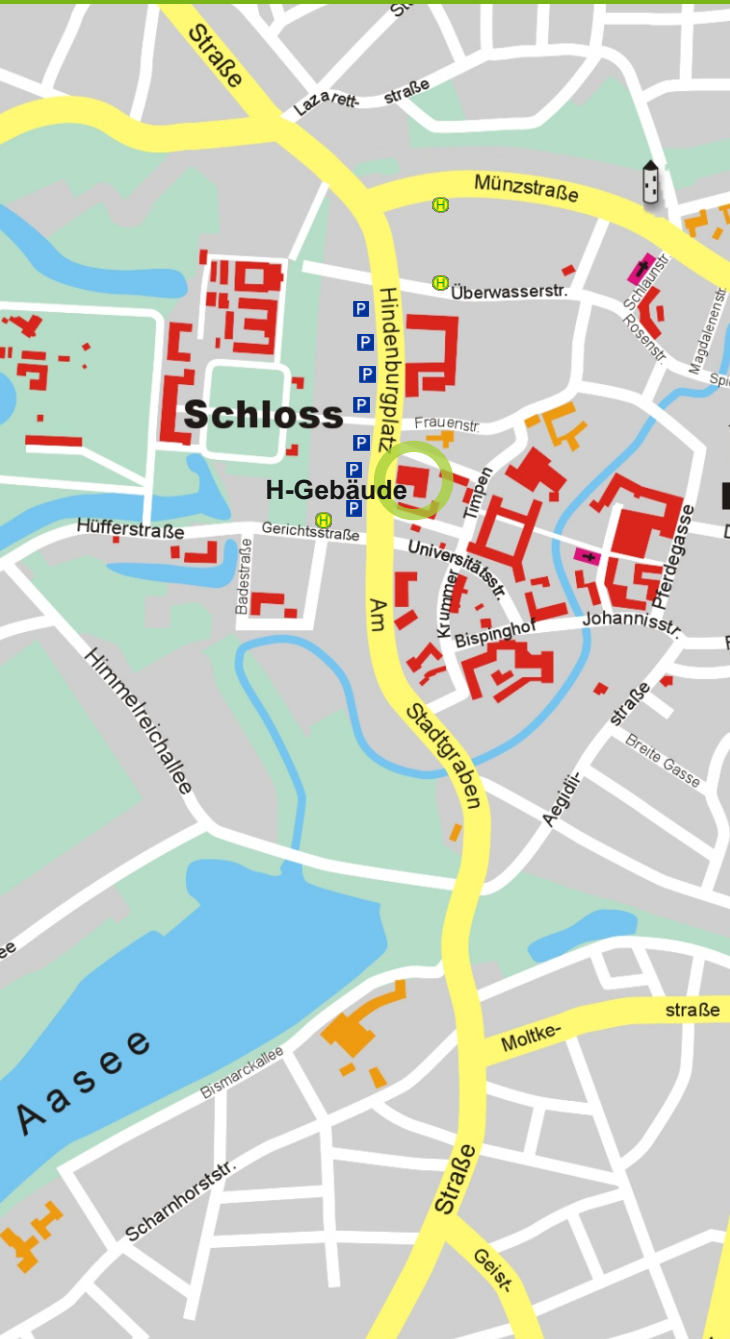 Straße
Lazarett-
straße
Münzstraße
H
H
Überwasserstr.
Schlaunstr.
Rosenstr.
Magdalenenstr.
Hindenburgplatz
P
P
P
P
P
P
P
Schloss
Frauenstr.
H-Gebäude
Timpen
H
Hüfferstraße
Gerichtsstraße
Badestraße
Universitätsstr.
Krummer
Bispinghof
Johannisstr.
Pferdegasse
Am
Stadtgraben
Himmelreichallee
Aegidii-
straße
Breite Gasse
Aasee
Bismarckallee
Moltke-
straße
Scharnhorststr.
Straße
Geist-